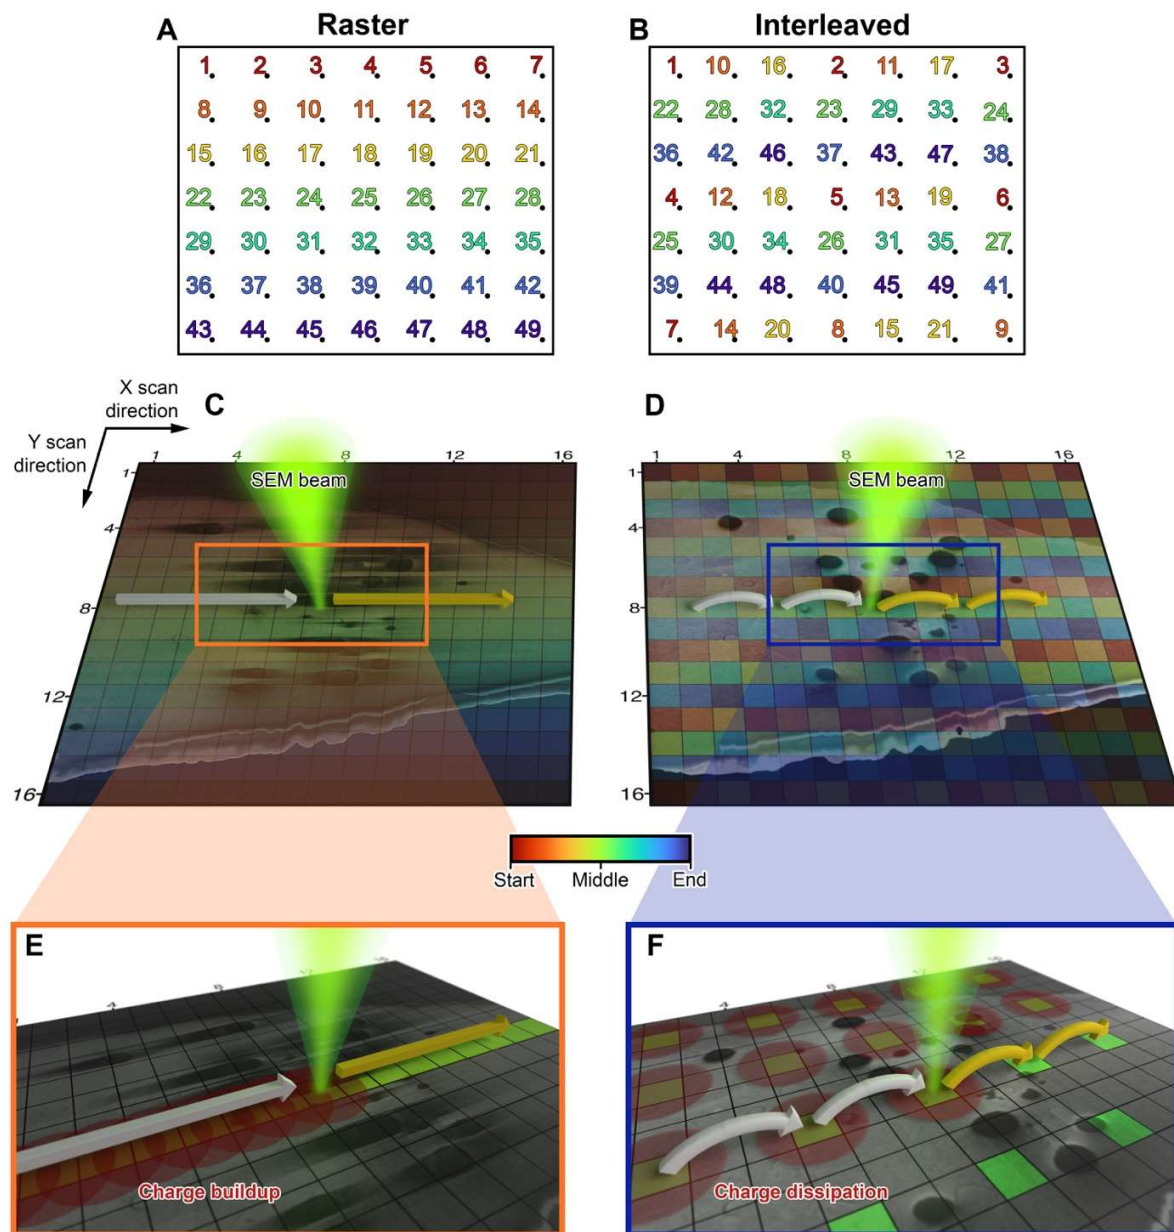 A Raster
1 2 3 4 5 6 7
8 9 10 11 12 13 14
15 16 17 18 19 20 21
22 23 24 25 26 27 28
29 30 31 32 33 34 35
36 37 38 39 40 41 42
43 44 45 46 47 48 49
B Interleaved
1 10 16 2 11 17 3
22 28 32 23 29 33 24
36 42 46 37 43 47 38
4 12 18 5 13 19 6
25 30 34 26 31 35 27
39 44 48 40 45 49 41
7 14 20 8 15 21 9
X scan
direction
Y scan
direction
C
1 4 8 12 16
SEM beam
1
4
8
12
16
D
1 4 8 12 16
SEM beam
1
4
8
12
16
Start Middle End
E
Charge buildup
F
Charge dissipation